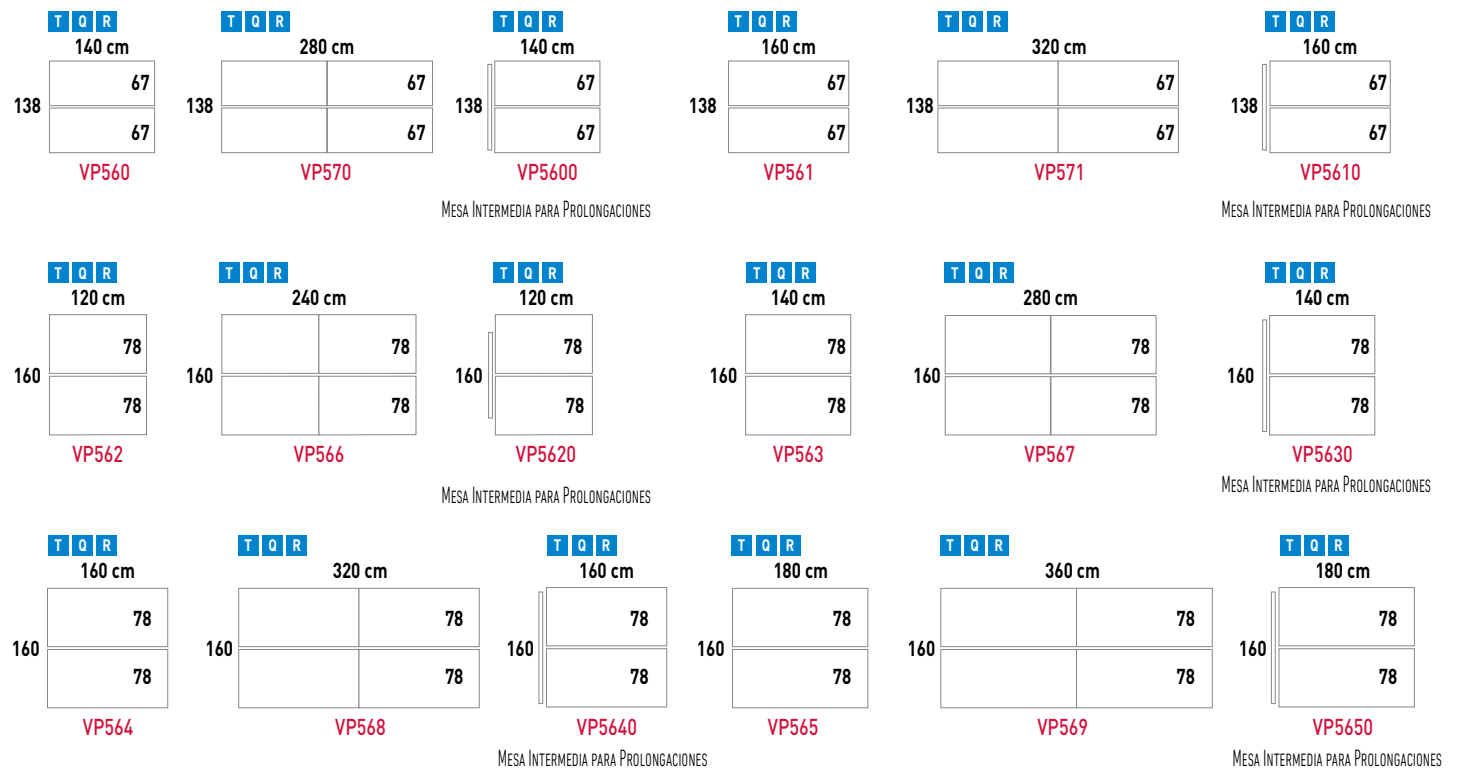 T Q R T Q R T Q R T Q R T Q R T Q R
140 cm 280 cm 140 cm 160 cm 320 cm 160 cm
67 67 67 67 67 67
138 138 138 138 138 138
67 67 67 67 67 67
VP560 VP570 VP5600 VP561 VP571 VP5610
Mesa Intermedia para Prolongaciones Mesa Intermedia para Prolongaciones
T Q R T Q R T Q R T Q R T Q R T Q R
120 cm 240 cm 120 cm 140 cm 280 cm 140 cm
78 78 78 78 78 78
160 160 160 160 160 160
78 78 78 78 78 78
VP562 VP566 VP5620 VP563 VP567 VP5630
Mesa Intermedia para Prolongaciones Mesa Intermedia para Prolongaciones
T Q R T Q R T Q R T Q R T Q R T Q R
160 cm 320 cm 160 cm 180 cm 360 cm 180 cm
78 78 78 78 78 78
160 160 160 160 160 160
78 78 78 78 78 78
VP564 VP568 VP5640 VP565 VP569 VP5650
Mesa Intermedia para Prolongaciones Mesa Intermedia para Prolongaciones